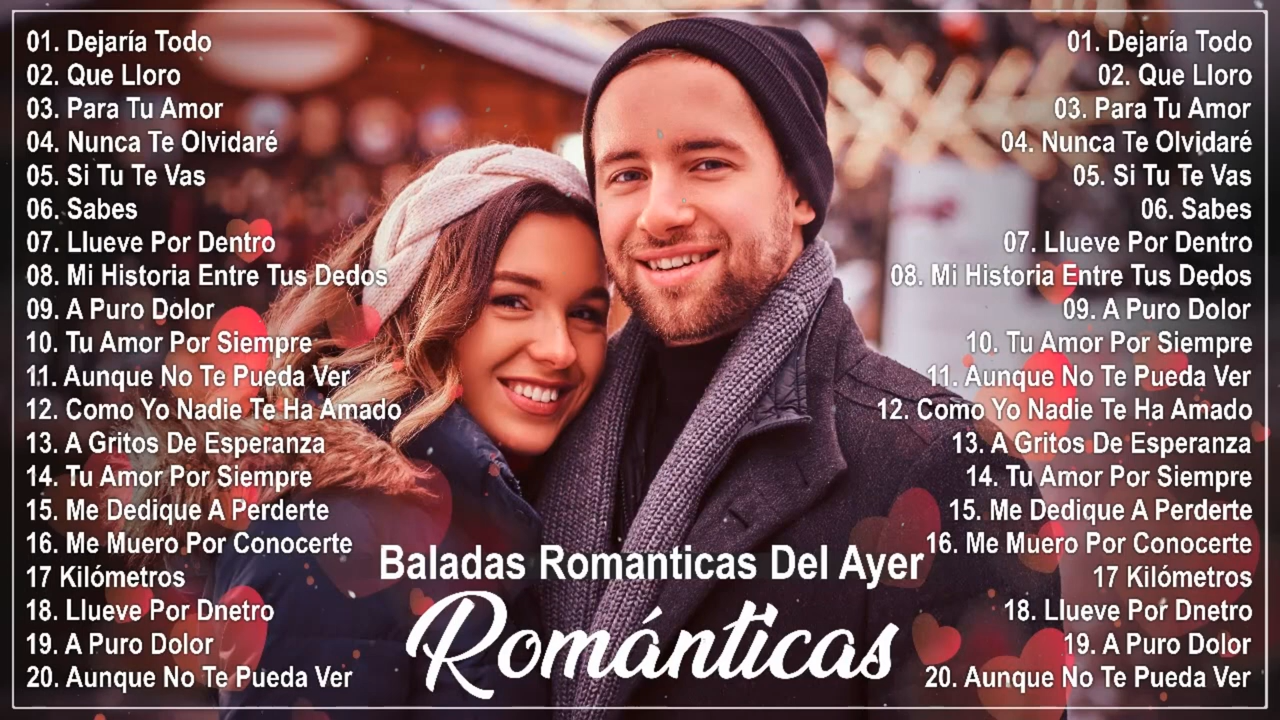 01. Dejaría Todo
02. Que Lloro
03. Para Tu Amor
04. Nunca Te Olvidaré
05. Si Tu Te Vas
06. Sabes
07. Llueve Por Dentro
08. Mi Historia Entre Tus Dedos
09. A Puro Dolor
10. Tu Amor Por Siempre
11. Aunque No Te Pueda Ver
12. Como Yo Nadie Te Ha Amado
13. A Gritos De Esperanza
14. Tu Amor Por Siempre
15. Me Dedique A Perderte
16. Me Muero Por Conocerte
17 Kilómetros
18. Llueve Por Dnetro
19. A Puro Dolor
20. Aunque No Te Pueda Ver
Baladas Romanticas Del Ayer
Románticas
01. Dejaría Todo
02. Que Lloro
03. Para Tu Amor
04. Nunca Te Olvidaré
05. Si Tu Te Vas
06. Sabes
07. Llueve Por Dentro
08. Mi Historia Entre Tus Dedos
09. A Puro Dolor
10. Tu Amor Por Siempre
11. Aunque No Te Pueda Ver
12. Como Yo Nadie Te Ha Amado
13. A Gritos De Esperanza
14. Tu Amor Por Siempre
15. Me Dedique A Perderte
16. Me Muero Por Conocerte
17 Kilómetros
18. Llueve Por Dnetro
19. A Puro Dolor
20. Aunque No Te Pueda Ver